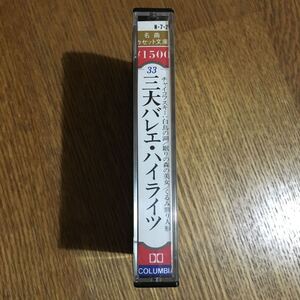 M-7-2
名曲
カセット文庫
¥1500
33
チャイコフスキー：白鳥の湖／眠りの森の美女／くるみ割り人形
三大バレエ・ハイライツ
COLUMBIA